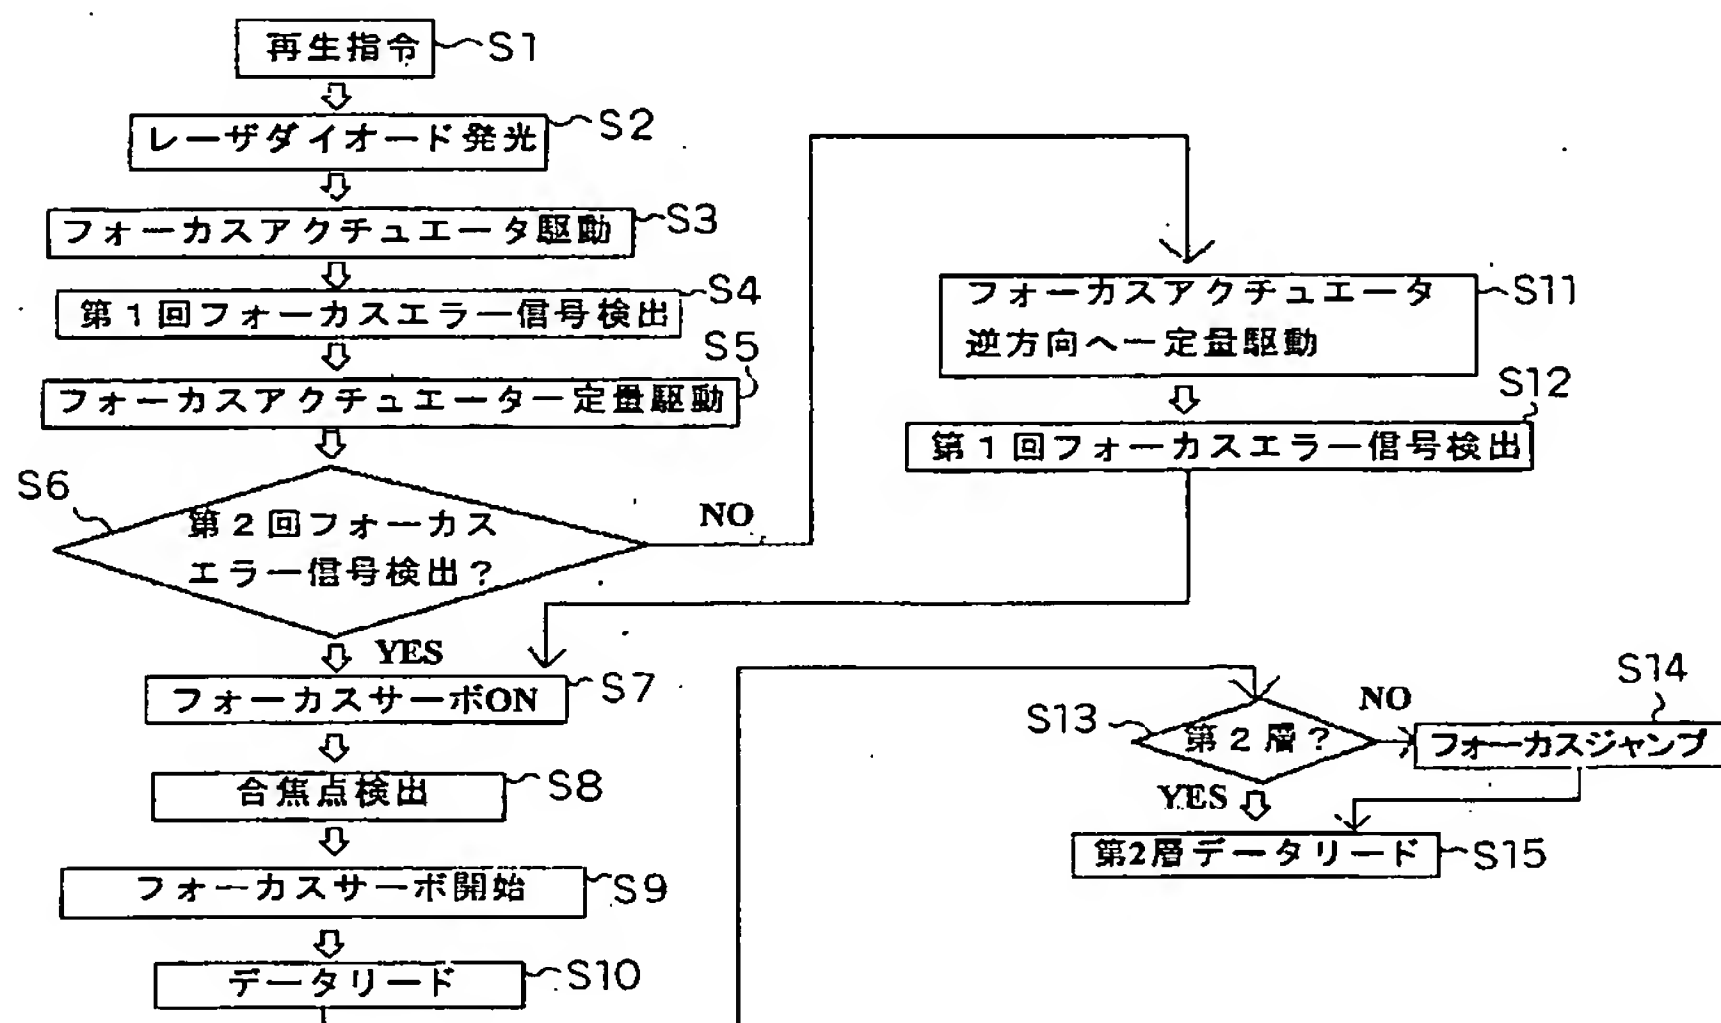 再生指令
S1
レーザダイオード発光
S2
フォーカスアクチュエータ駆動
S3
第1回フォーカスエラー信号検出
S4
フォーカスアクチュエーター定量駆動
S5
S6
第2回フォーカス
エラー信号検出?
NO
YES
フォーカスサーボON
S7
合焦点検出
S8
フォーカスサーボ開始
S9
データリード
S10
フォーカスアクチュエータ
逆方向へ一定量駆動
S11
第1回フォーカスエラー信号検出
S12
S13
第2層?
NO
S14
フォーカスジャンプ
YES
第2層データリード
S15